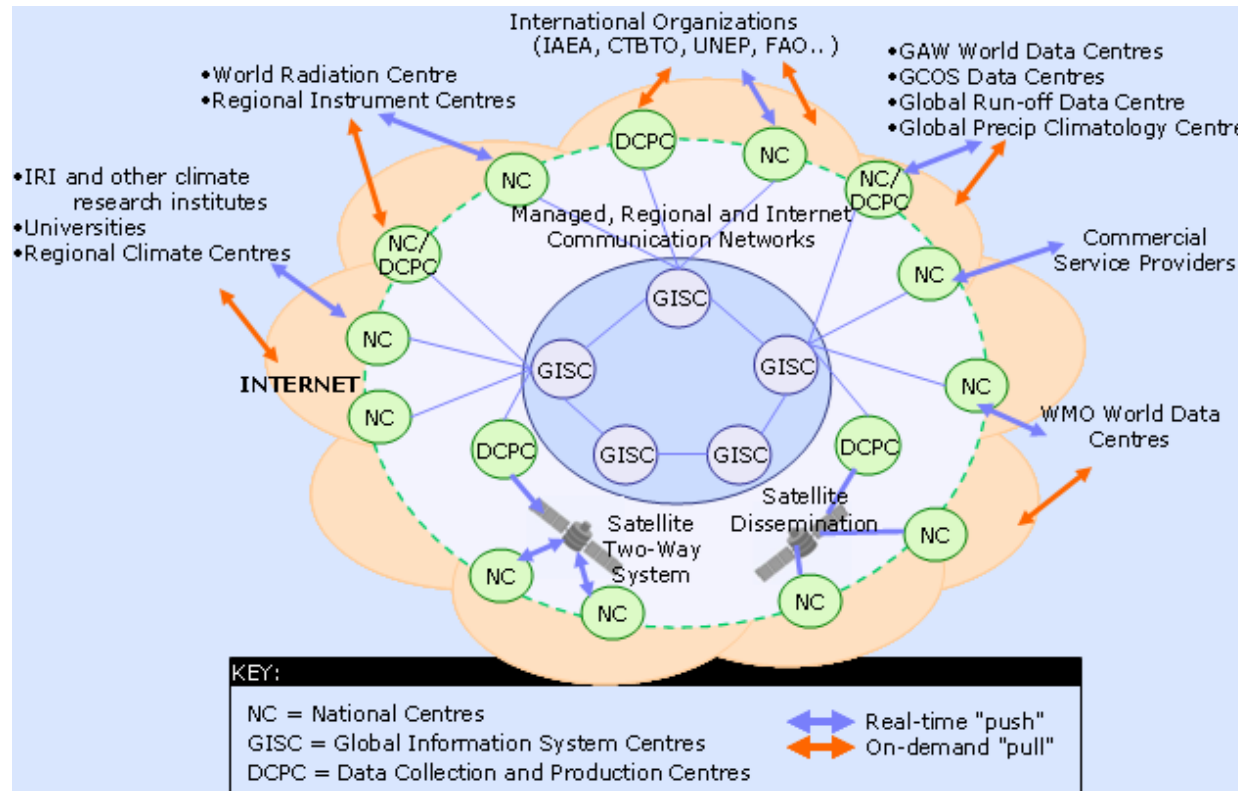 International Organizations
(IAEA, CTBTO, UNEP, FAO..)
•GAW World Data Centres
•GCOS Data Centres
•Global Run-off Data Centre
•Global Precip Climatology Centre
•World Radiation Centre
•Regional Instrument Centres
•IRI and other climate
research institutes
•Universities
•Regional Climate Centres
DCPC
NC
NC
NC/
DCPC
Managed, Regional and Internet
Communication Networks
NC/
DCPC
NC
Commercial
Service Providers
GISC
NC
GISC
GISC
INTERNET
NC
NC
WMO World Data
Centres
DCPC
GISC
GISC
DCPC
Satellite
Dissemination
Satellite
Two-Way
System
NC
NC
NC
NC
KEY:
NC = National Centres
GISC = Global Information System Centres
DCPC = Data Collection and Production Centres
Real-time "push"
On-demand "pull"